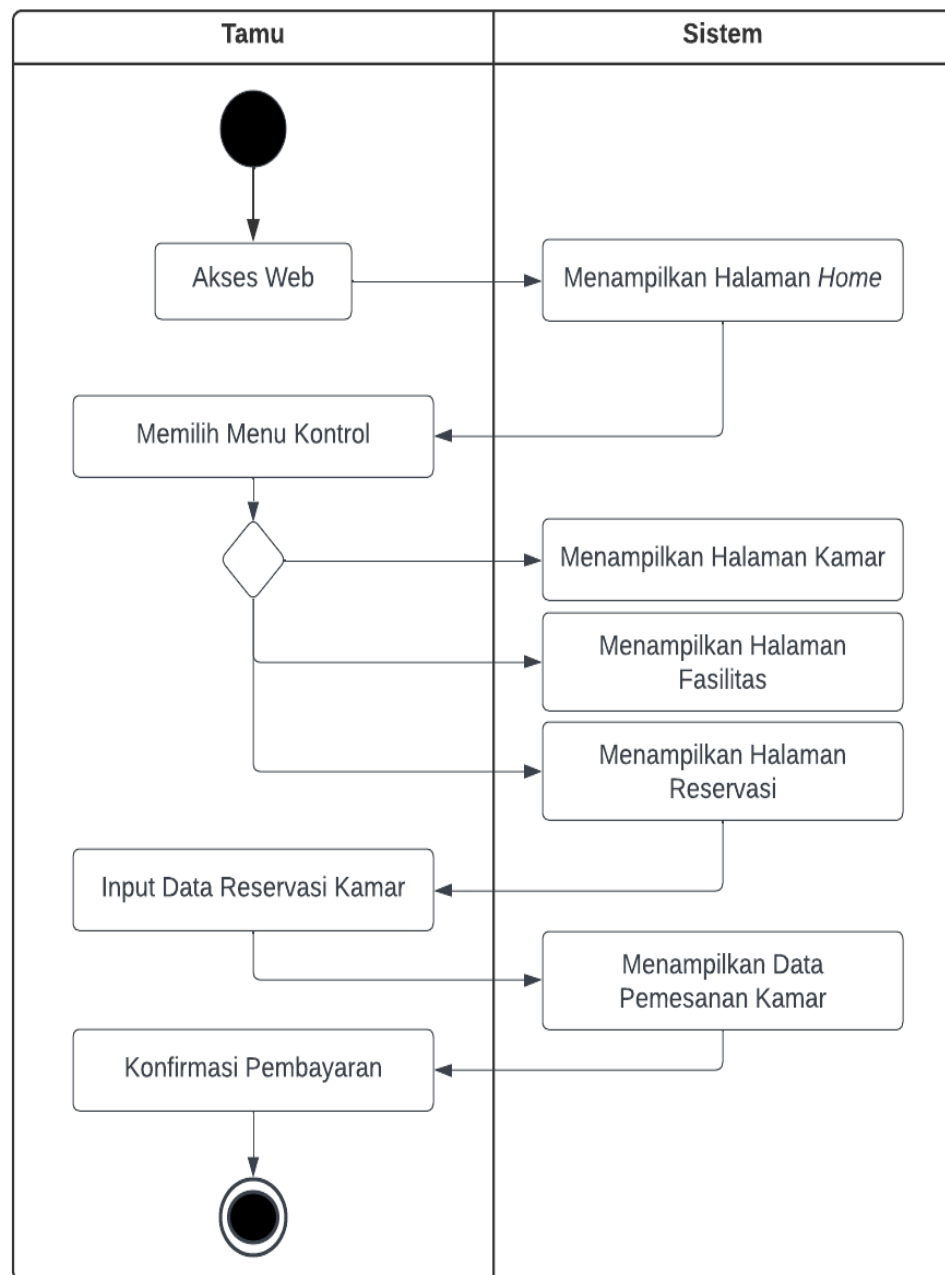 Tamu
Sistem
Akses Web
Menampilkan Halaman Home
Memilih Menu Kontrol
Menampilkan Halaman Kamar
Menampilkan Halaman
Fasilitas
Menampilkan Halaman
Reservasi
Input Data Reservasi Kamar
Menampilkan Data
Pemesanan Kamar
Konfirmasi Pembayaran